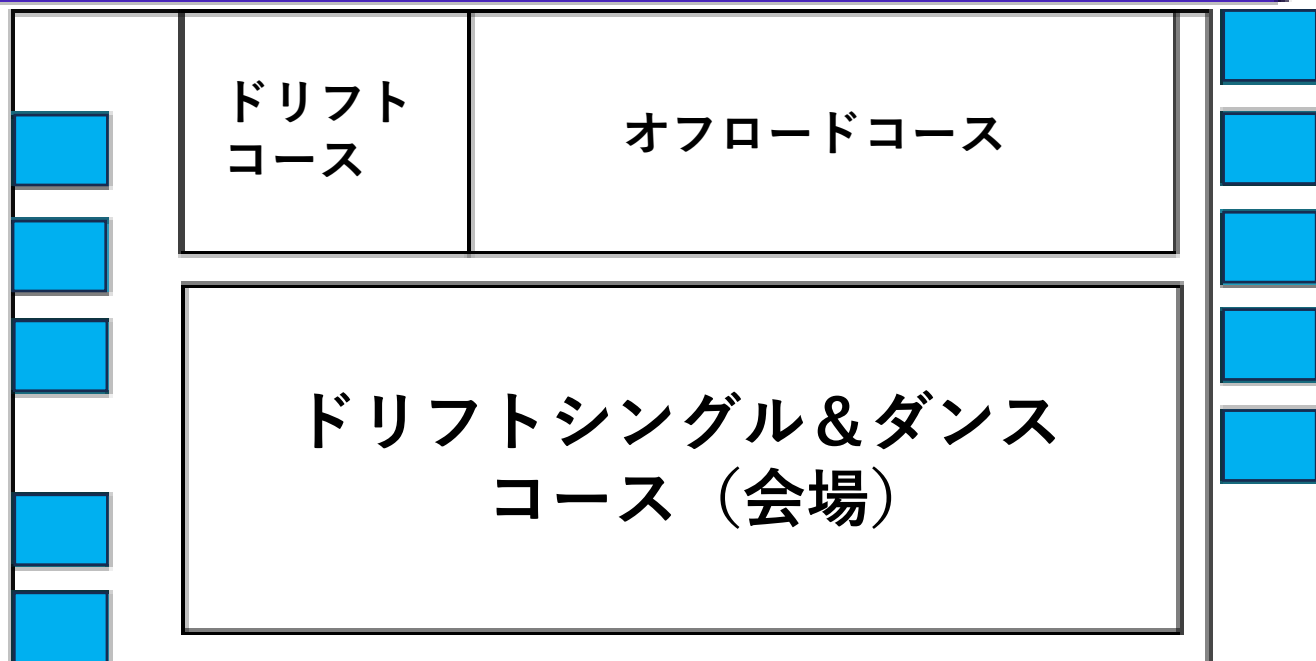 ドリフト
コース
オフロードコース
ドリフトシングル＆ダンス
コース（会場）